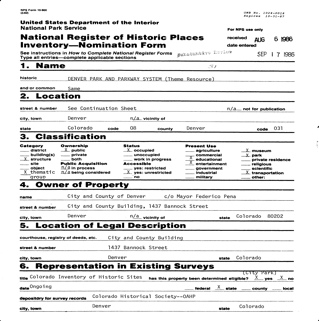 NPS Form 10-900
OMB No. 1024-0018
Expires 10-31-87
United States Department of the Interior
National Park Service
For NPS use only
National Register of Historic Places
Inventory—Nomination Form
received AUG 6 1986
date entered SEP 17 1986
See instructions in How to Complete National Register Forms
Type all entries—complete applicable sections
1. Name
historic DENVER PARK AND PARKWAY SYSTEM (Theme Resource)
and or common Same
2. Location
street & number See Continuation Sheet n/a not for publication
city, town Denver n/a. vicinity of
state Colorado code 08 county Denver code 031
3. Classification
Category Ownership Status Present Use
district X public X occupied agriculture X museum
building(s) private unoccupied commercial X park
X structure both work in progress X educational private residence
site Public Acquisition Accessible X entertainment religious
object n/a in process yes: restricted government scientific
X thematic n/a being considered X yes: unrestricted industrial X transportation
group no military other:
4. Owner of Property
name City and County of Denver c/o Mayor Federico Pena
street & number City and County Building, 1437 Bannock Street
city, town Denver n/a. vicinity of state Colorado 80202
5. Location of Legal Description
courthouse, registry of deeds, etc. City and County Building
street & number 1437 Bannock Street
city, town Denver state Colorado
6. Representation in Existing Surveys
(City Park)
title Colorado Inventory of Historic Sites has this property been determined eligible? X yes X no
date Ongoing federal X state county local
depository for survey records Colorado Historical Society--OAHP
city, town Denver state Colorado